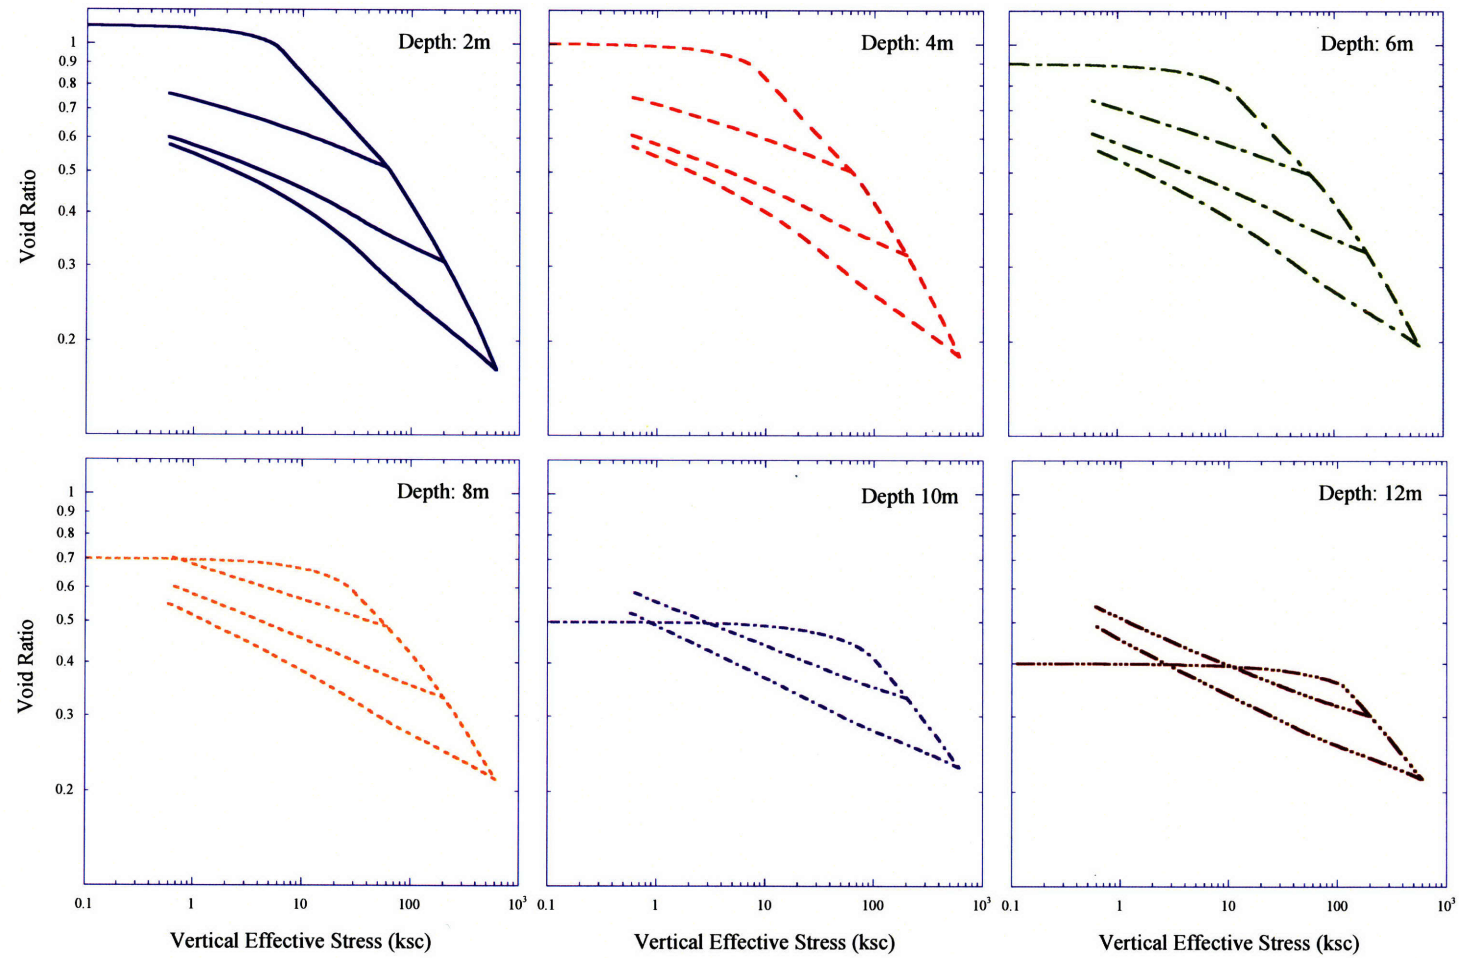 Depth: 2m
Depth: 4m
Depth: 6m
1
0.9
0.8
0.7
0.6
0.5
0.4
0.3
0.2
Void Ratio
Depth: 8m
Depth 10m
Depth: 12m
1
0.9
0.8
0.7
0.6
0.5
0.4
0.3
0.2
Void Ratio
0.1 1 10 100 10³
0.1 1 10 100 10³
0.1 1 10 100 10³
Vertical Effective Stress (ksc)
Vertical Effective Stress (ksc)
Vertical Effective Stress (ksc)